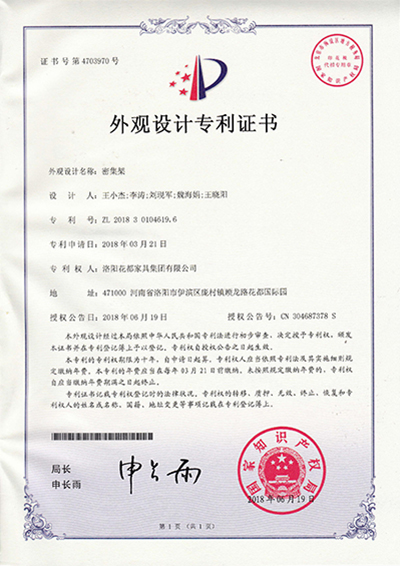 证书号第4703970号
外观设计专利证书
外观设计名称：密集架
设 计 人：王小杰;李涛;刘现军;魏海娟;王晓阳
专 利 号：ZL 2018 3 0104619.6
专利申请日：2018年03月21日
专 利 权 人：洛阳花都家具集团有限公司
地 址：471000 河南省洛阳市伊滨区庞村镇顾龙路花都国际园
授权公告日：2018年06月19日 授权公告号：CN 304687378 S
本外观设计经过本局依照中华人民共和国专利法进行初步审查，决定授予专利权，颁发
本证书并在专利登记簿上予以登记。专利权自授权公告之日起生效。
本专利的专利权期限为十年，自申请日起算。专利权人应当依照专利法及其实施细则规
定缴纳年费。本专利的年费应当在每年03月21日前缴纳。未按照规定缴纳年费的，专利权
自应当缴纳年费期满之日起终止。
专利证书记载专利权登记时的法律状况。专利权的转移、质押、无效、终止、恢复和专
利权人的姓名或名称、国籍、地址变更等事项记载在专利登记簿上。
局长
申长雨
申长雨
国家知识产权局
2018年06月19日
第 1 页（共 1 页）